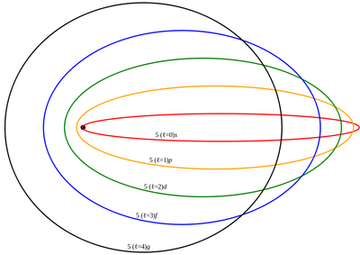 5 (ℓ=0)s
5 (ℓ=1)p
5 (ℓ=2)d
5 (ℓ=3)f
5 (ℓ=4)g